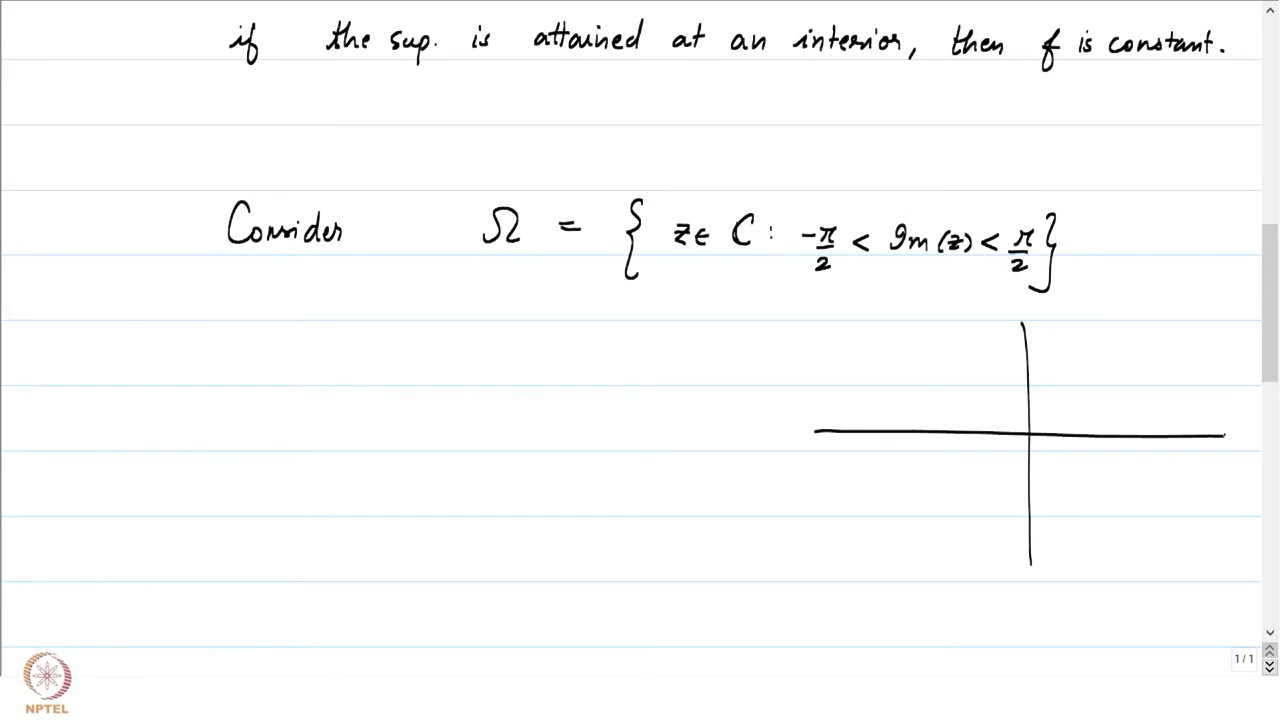 if the sup. is attained at an interior, then f is constant.
Consider Ω = { z ∈ C : -π/2 < Im(z) < π/2 }
1 / 1
NPTEL